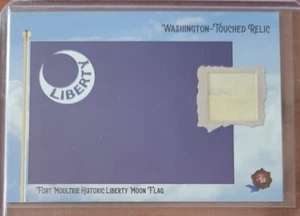 Washington-Touched Relic
LIBERTY
Fort Moultrie Historic Liberty Moon Flag